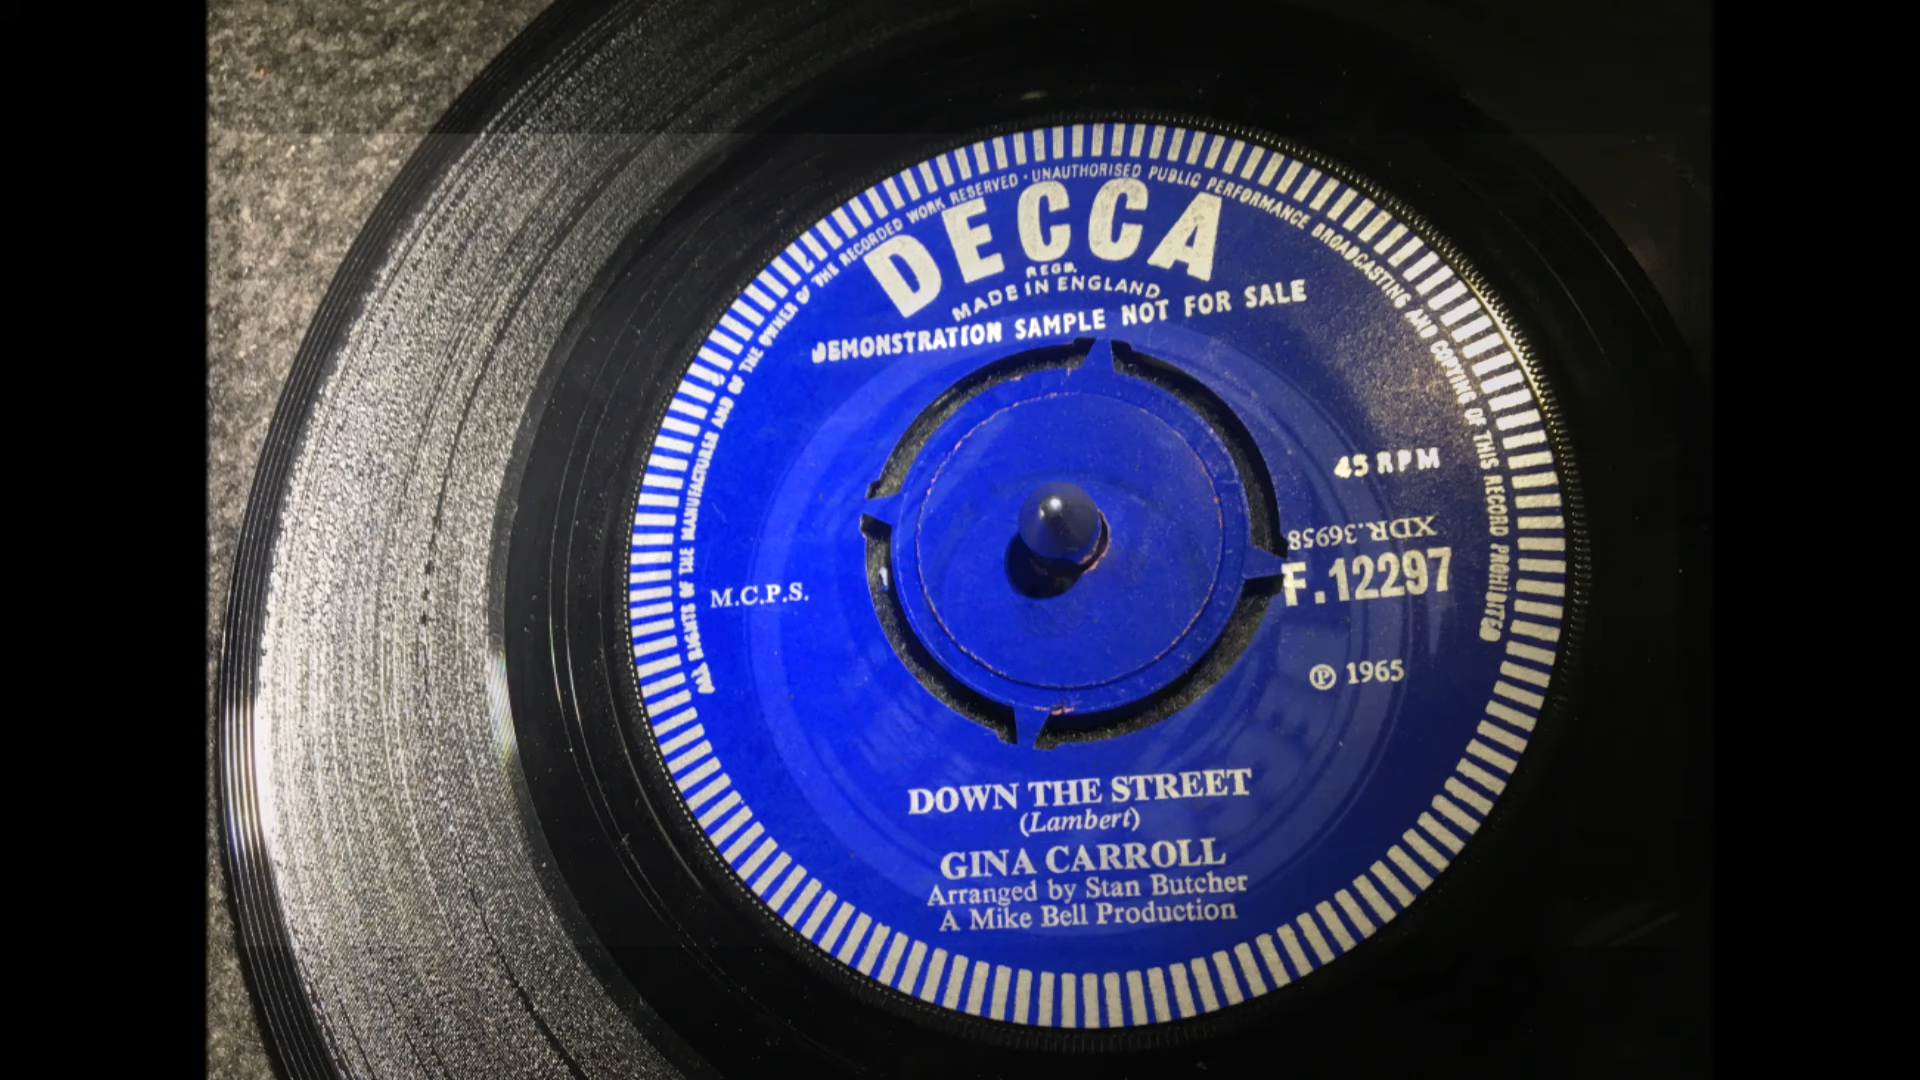 ALL RIGHTS OF THE MANUFACTURER AND OF THE OWNER OF THE RECORDED WORK RESERVED · UNAUTHORISED PUBLIC PERFORMANCE BROADCASTING AND COPYING OF THIS RECORD PROHIBITED
DECCA
REGD.
MADE IN ENGLAND
DEMONSTRATION SAMPLE NOT FOR SALE
45 RPM
XDR.36958
F.12297
M.C.P.S.
℗ 1965
DOWN THE STREET
(Lambert)
GINA CARROLL
Arranged by Stan Butcher
A Mike Bell Production